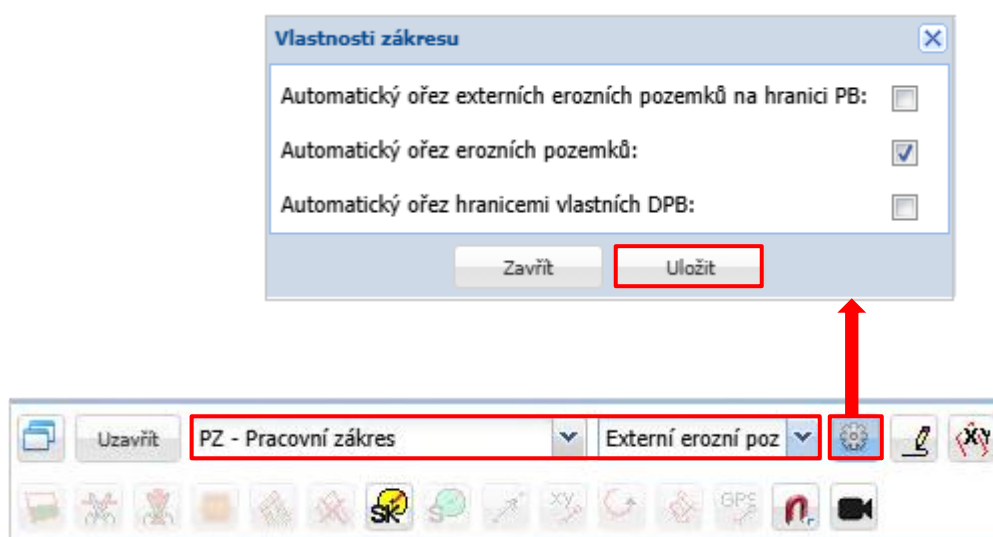 Vlastnosti zákresu
Automatický ořez externích erozních pozemků na hranici PB:
Automatický ořez erozních pozemků:
Automatický ořez hranicemi vlastních DPB:
Zavřít Uložit
Uzavřít PZ - Pracovní zákres Externí erozní poz XY
SK S XY GPS